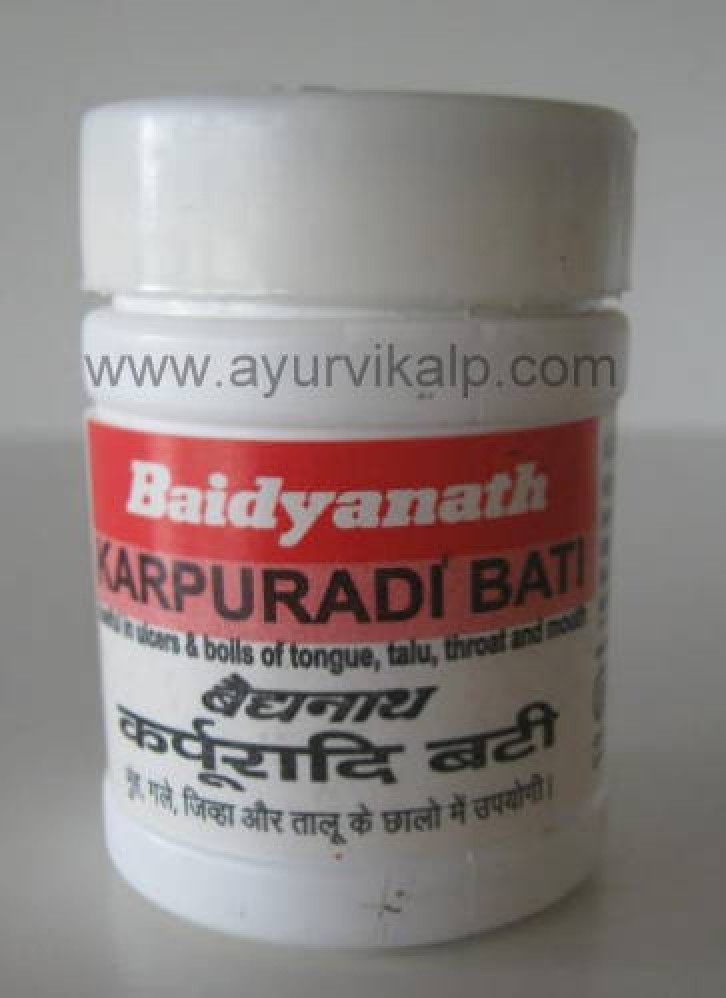 www.ayurvikalp.com
Baidyanath
KARPURADI BATI
in ulcers & boils of tongue, talu, throat and mouth
बैद्यनाथ
कर्पूरादि बटी
मुंह, गले, जिव्हा और तालू के छालो में उपयोगी।